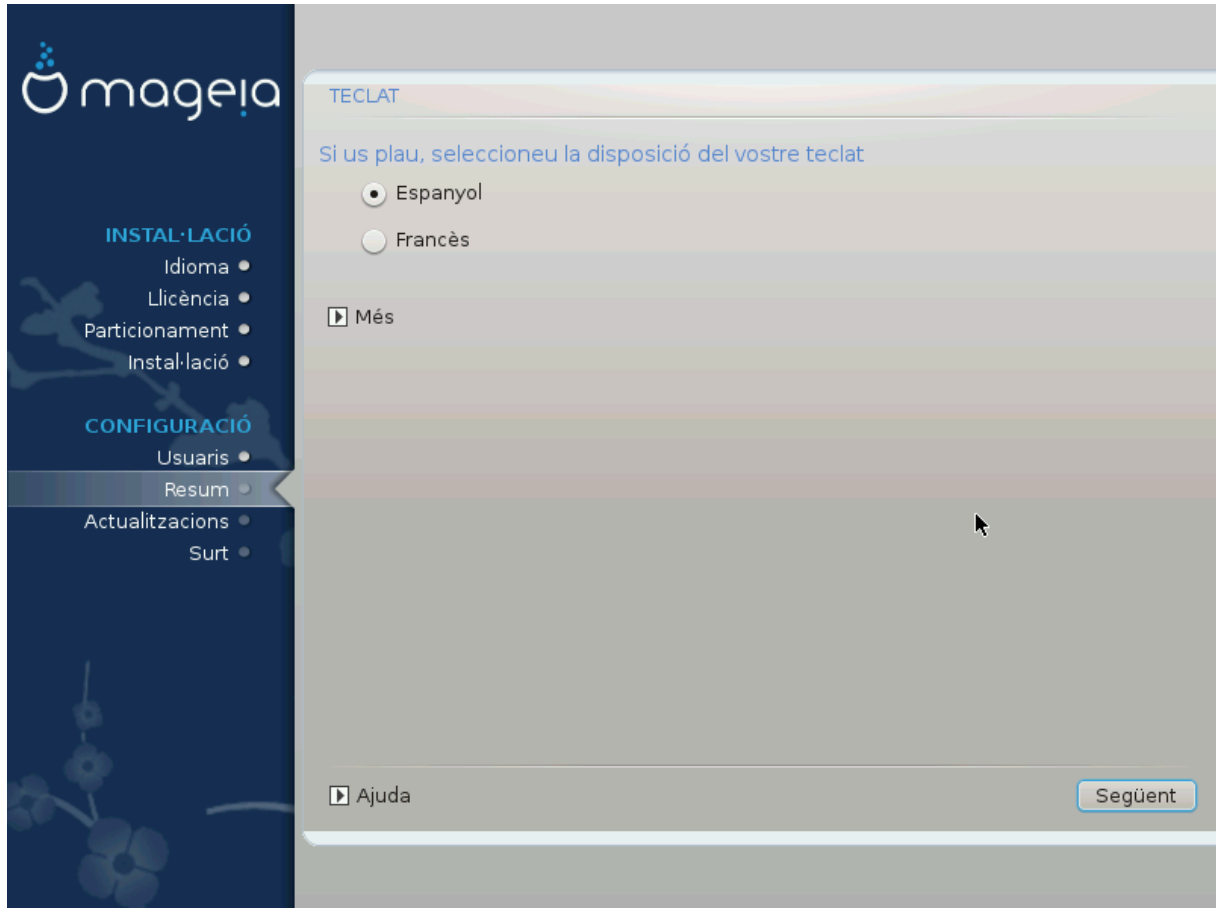 mageia
INSTAL·LACIÓ
Idioma
Llicència
Particionament
Instal·lació
CONFIGURACIÓ
Usuaris
Resum
Actualitzacions
Surt
TECLAT
Si us plau, seleccioneu la disposició del vostre teclat
Espanyol
Francès
Més
Ajuda
Següent